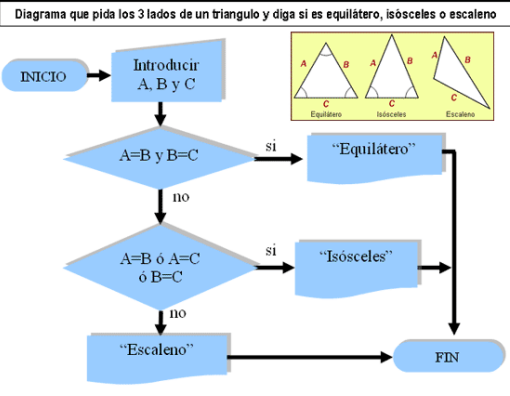 Diagrama que pida los 3 lados de un triangulo y diga si es equilátero, isósceles o escaleno
INICIO
Introducir
A, B y C
A
B
C
Equilátero
A
B
C
Isósceles
A
B
C
Escaleno
A=B y B=C
si
“Equilátero”
no
A=B ó A=C
ó B=C
si
“Isósceles”
no
“Escaleno”
FIN